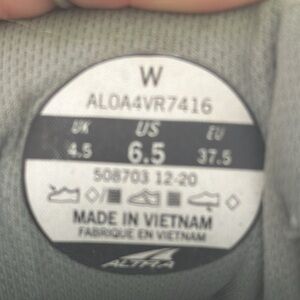 W
AL0A4VR7416
UK US EU
4.5 6.5 37.5
508703 12-20
MADE IN VIETNAM
FABRIQUE EN VIETNAM
ALTRA